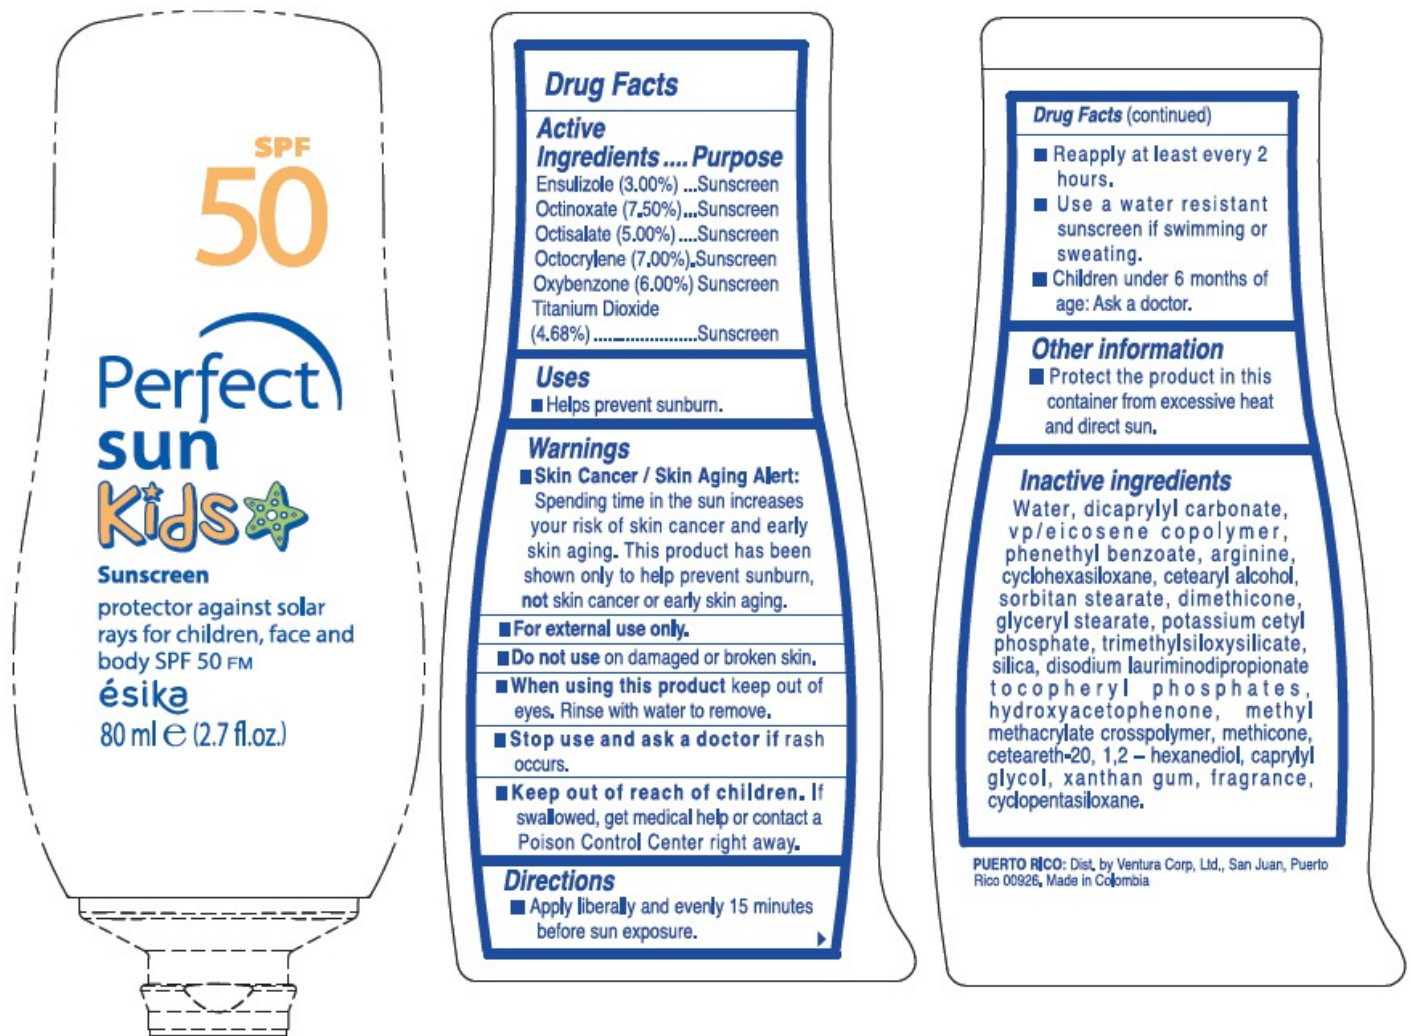 SPF
50
Perfect
sun
Kids
Sunscreen
protector against solar
rays for children, face and
body SPF 50 FM
ésika
80 ml ℮ (2.7 fl.oz.)
Drug Facts
Active
Ingredients .... Purpose
Ensulizole (3.00%) ...Sunscreen
Octinoxate (7.50%)...Sunscreen
Octisalate (5.00%) ....Sunscreen
Octocrylene (7.00%).Sunscreen
Oxybenzone (6.00%) Sunscreen
Titanium Dioxide
(4.68%) ........................Sunscreen
Uses
■ Helps prevent sunburn.
Warnings
■ Skin Cancer / Skin Aging Alert:
Spending time in the sun increases
your risk of skin cancer and early
skin aging. This product has been
shown only to help prevent sunburn,
not skin cancer or early skin aging.
■ For external use only.
■ Do not use on damaged or broken skin.
■ When using this product keep out of
eyes. Rinse with water to remove.
■ Stop use and ask a doctor if rash
occurs.
■ Keep out of reach of children. If
swallowed, get medical help or contact a
Poison Control Center right away.
Directions
■ Apply liberally and evenly 15 minutes
before sun exposure.
Drug Facts (continued)
■ Reapply at least every 2
hours.
■ Use a water resistant
sunscreen if swimming or
sweating.
■ Children under 6 months of
age: Ask a doctor.
Other information
■ Protect the product in this
container from excessive heat
and direct sun.
Inactive ingredients
Water, dicaprylyl carbonate,
vp/eicosene copolymer,
phenethyl benzoate, arginine,
cyclohexasiloxane, cetearyl alcohol,
sorbitan stearate, dimethicone,
glyceryl stearate, potassium cetyl
phosphate, trimethylsiloxysilicate,
silica, disodium lauriminodipropionate
tocopheryl phosphates,
hydroxyacetophenone, methyl
methacrylate crosspolymer, methicone,
ceteareth-20, 1,2 – hexanediol, caprylyl
glycol, xanthan gum, fragrance,
cyclopentasiloxane.
PUERTO RICO: Dist. by Ventura Corp, Ltd., San Juan, Puerto
Rico 00926. Made in Colombia